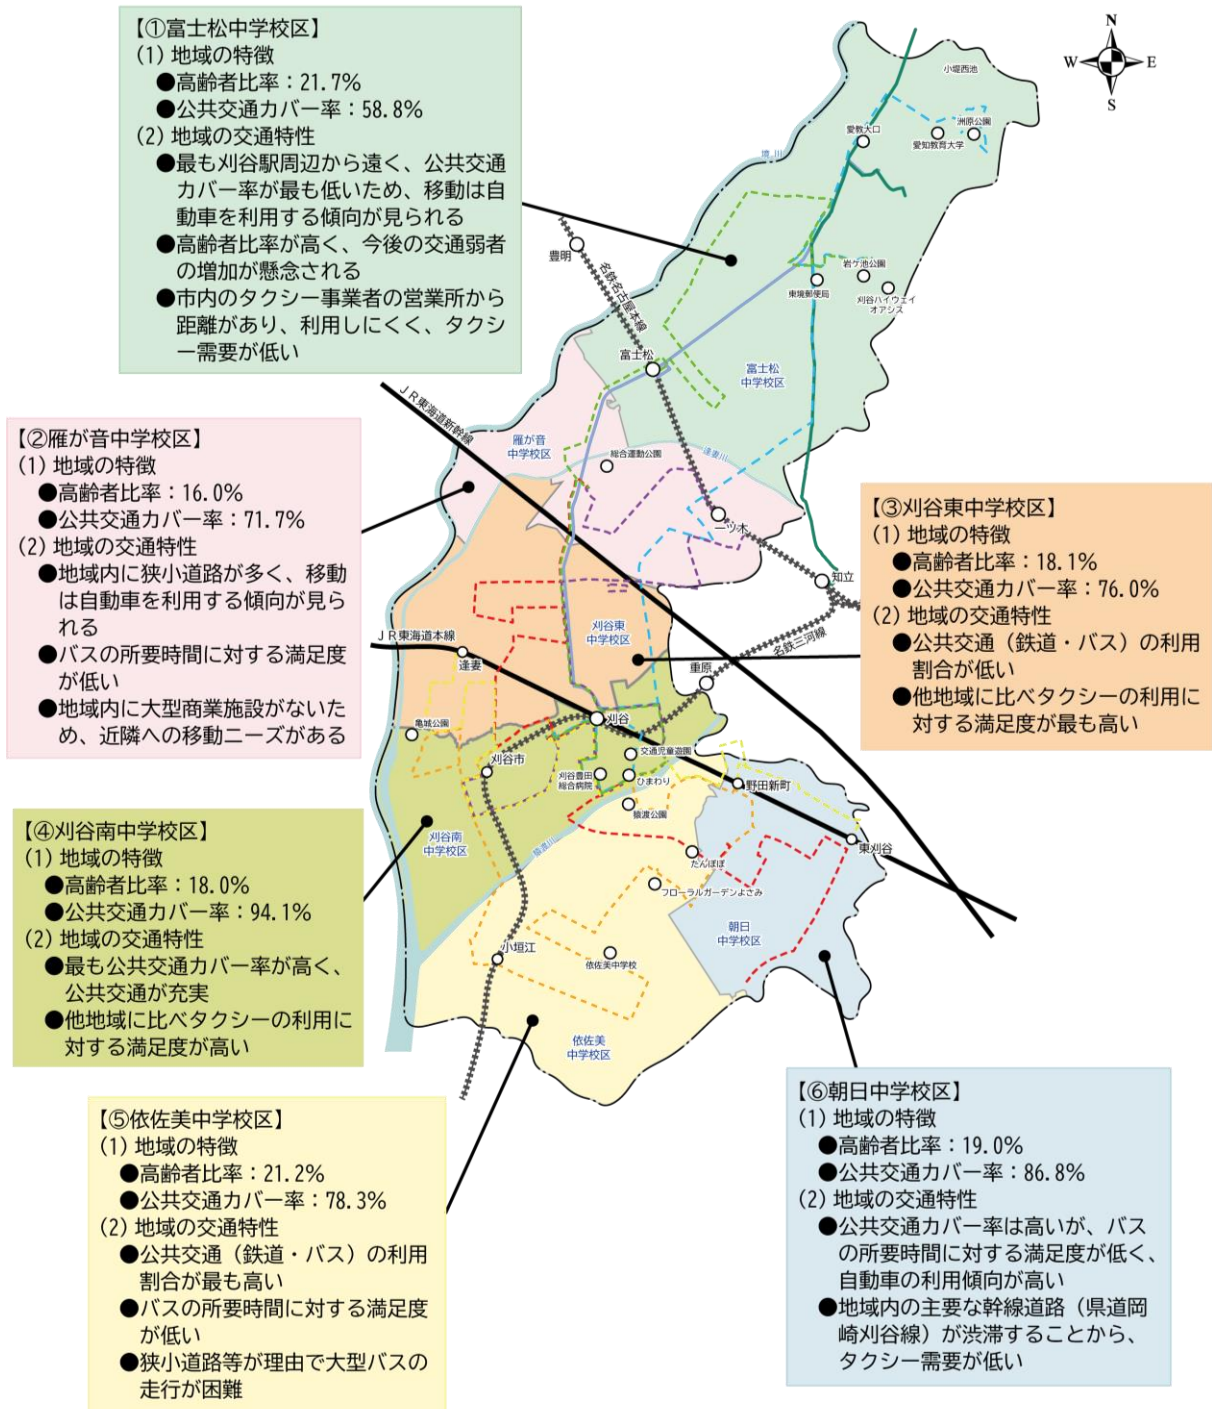 【①富士松中学校区】
(1) 地域の特徴
●高齢者比率：21.7%
●公共交通カバー率：58.8%
(2) 地域の交通特性
●最も刈谷駅周辺から遠く、公共交通
カバー率が最も低いため、移動は自
動車を利用する傾向が見られる
●高齢者比率が高く、今後の交通弱者
の増加が懸念される
●市内のタクシー事業者の営業所から
距離があり、利用しにくく、タクシ
ー需要が低い
N
W
E
S
小堤西池
愛教大口
愛知教育大学
洲原公園
境川
豊明
名鉄名古屋本線
岩ケ池公園
東境郵便局
刈谷ハイウェイ
オアシス
富士松
富士松
中学校区
ＪＲ東海道新幹線
【②雁が音中学校区】
(1) 地域の特徴
●高齢者比率：16.0%
●公共交通カバー率：71.7%
(2) 地域の交通特性
●地域内に狭小道路が多く、移動
は自動車を利用する傾向が見ら
れる
●バスの所要時間に対する満足度
が低い
●地域内に大型商業施設がないた
め、近隣への移動ニーズがある
雁が音
中学校区
総合運動公園
逢妻川
一ツ木
知立
【③刈谷東中学校区】
(1) 地域の特徴
●高齢者比率：18.1%
●公共交通カバー率：76.0%
(2) 地域の交通特性
●公共交通（鉄道・バス）の利用
割合が低い
●他地域に比べタクシーの利用に
対する満足度が最も高い
刈谷東
中学校区
ＪＲ東海道本線
逢妻
名鉄三河線
重原
亀城公園
刈谷
刈谷市
交通児童遊園
刈谷豊田
総合病院
ひまわり
野田新町
猿渡公園
【④刈谷南中学校区】
(1) 地域の特徴
●高齢者比率：18.0%
●公共交通カバー率：94.1%
(2) 地域の交通特性
●最も公共交通カバー率が高く、
公共交通が充実
●他地域に比べタクシーの利用に
対する満足度が高い
刈谷南
中学校区
猿渡川
東刈谷
たんぽぽ
フローラルガーデンよさみ
朝日
中学校区
小垣江
依佐美中学校
依佐美
中学校区
【⑤依佐美中学校区】
(1) 地域の特徴
●高齢者比率：21.2%
●公共交通カバー率：78.3%
(2) 地域の交通特性
●公共交通（鉄道・バス）の利用
割合が最も高い
●バスの所要時間に対する満足度
が低い
●狭小道路等が理由で大型バスの
走行が困難
【⑥朝日中学校区】
(1) 地域の特徴
●高齢者比率：19.0%
●公共交通カバー率：86.8%
(2) 地域の交通特性
●公共交通カバー率は高いが、バス
の所要時間に対する満足度が低く、
自動車の利用傾向が高い
●地域内の主要な幹線道路（県道岡
崎刈谷線）が渋滞することから、
タクシー需要が低い